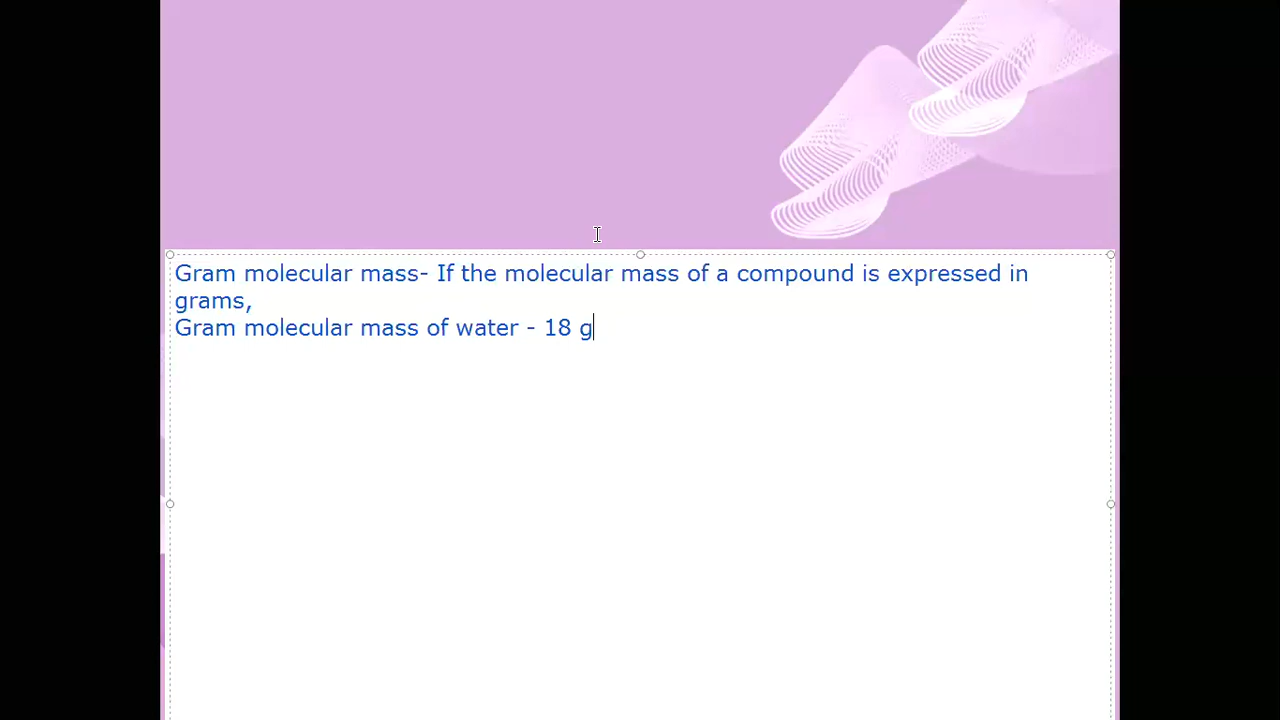 Gram molecular mass- If the molecular mass of a compound is expressed in
grams,
Gram molecular mass of water - 18 g